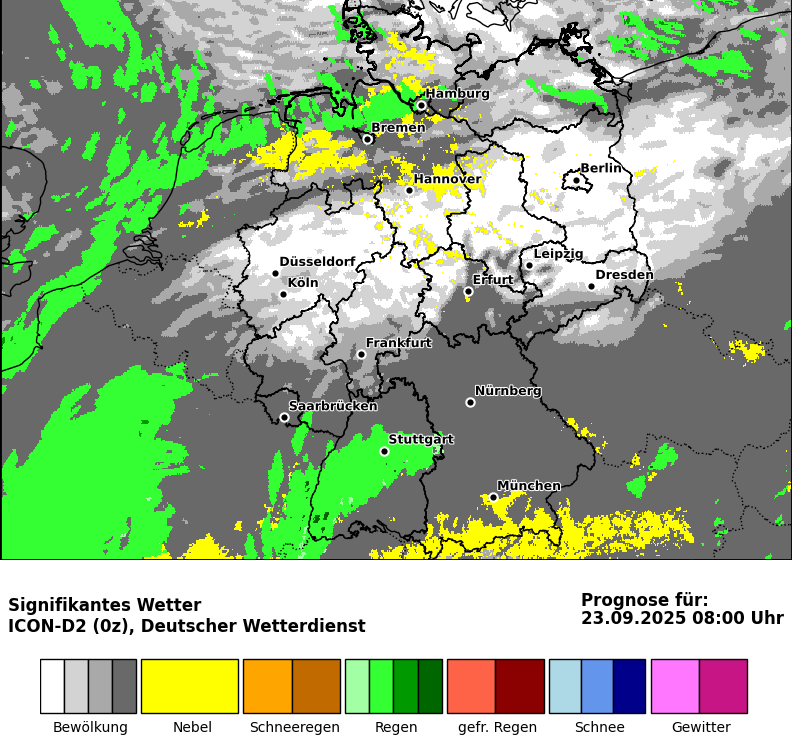 Hamburg
Bremen
Berlin
Hannover
Leipzig
Düsseldorf
Dresden
Köln
Erfurt
Frankfurt
Nürnberg
Saarbrücken
Stuttgart
München
Signifikantes Wetter
ICON-D2 (0z), Deutscher Wetterdienst
Prognose für:
23.09.2025 08:00 Uhr
Bewölkung
Nebel
Schneeregen
Regen
gefr. Regen
Schnee
Gewitter